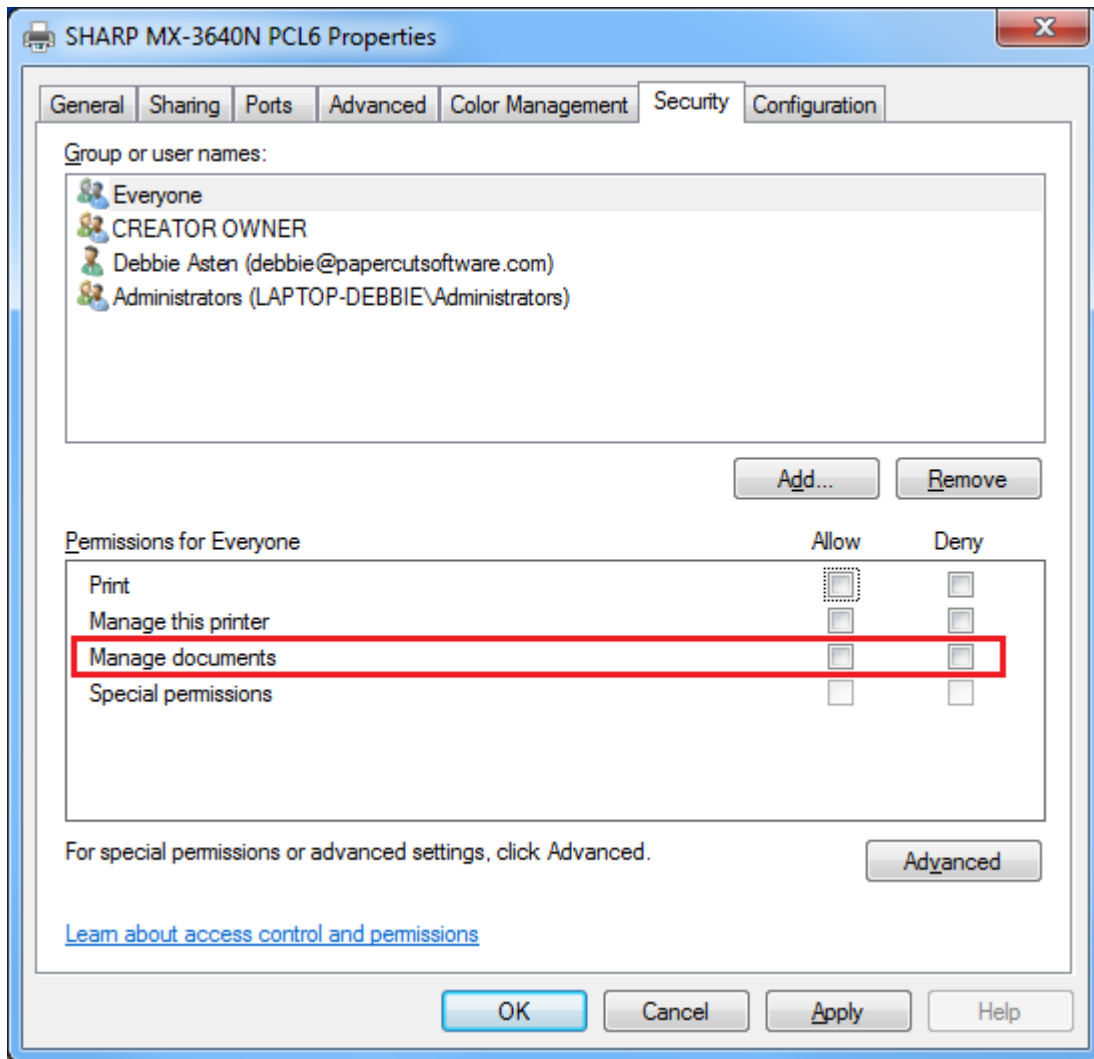 SHARP MX-3640N PCL6 Properties
General Sharing Ports Advanced Color Management Security Configuration
Group or user names:
Everyone
CREATOR OWNER
Debbie Asten (debbie@papercutsoftware.com)
Administrators (LAPTOP-DEBBIE\Administrators)
Add... Remove
Permissions for Everyone Allow Deny
Print
Manage this printer
Manage documents
Special permissions
For special permissions or advanced settings, click Advanced. Advanced
Learn about access control and permissions
OK Cancel Apply Help